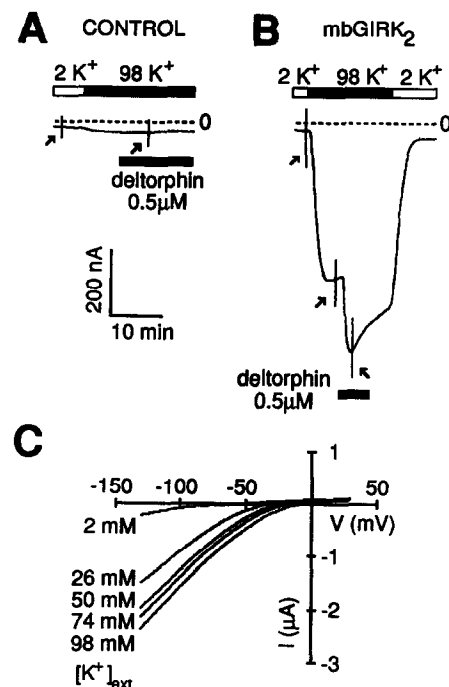 A CONTROL
2 K+ 98 K+
0
deltorphin
0.5μM
200 nA
10 min
B mbGIRK2
2 K+ 98 K+ 2 K+
0
deltorphin
0.5μM
C
1
-150 -100 -50 50
V (mV)
2 mM
26 mM
50 mM
74 mM
98 mM
[K+]ext
-1
-2
-3
I (μA)